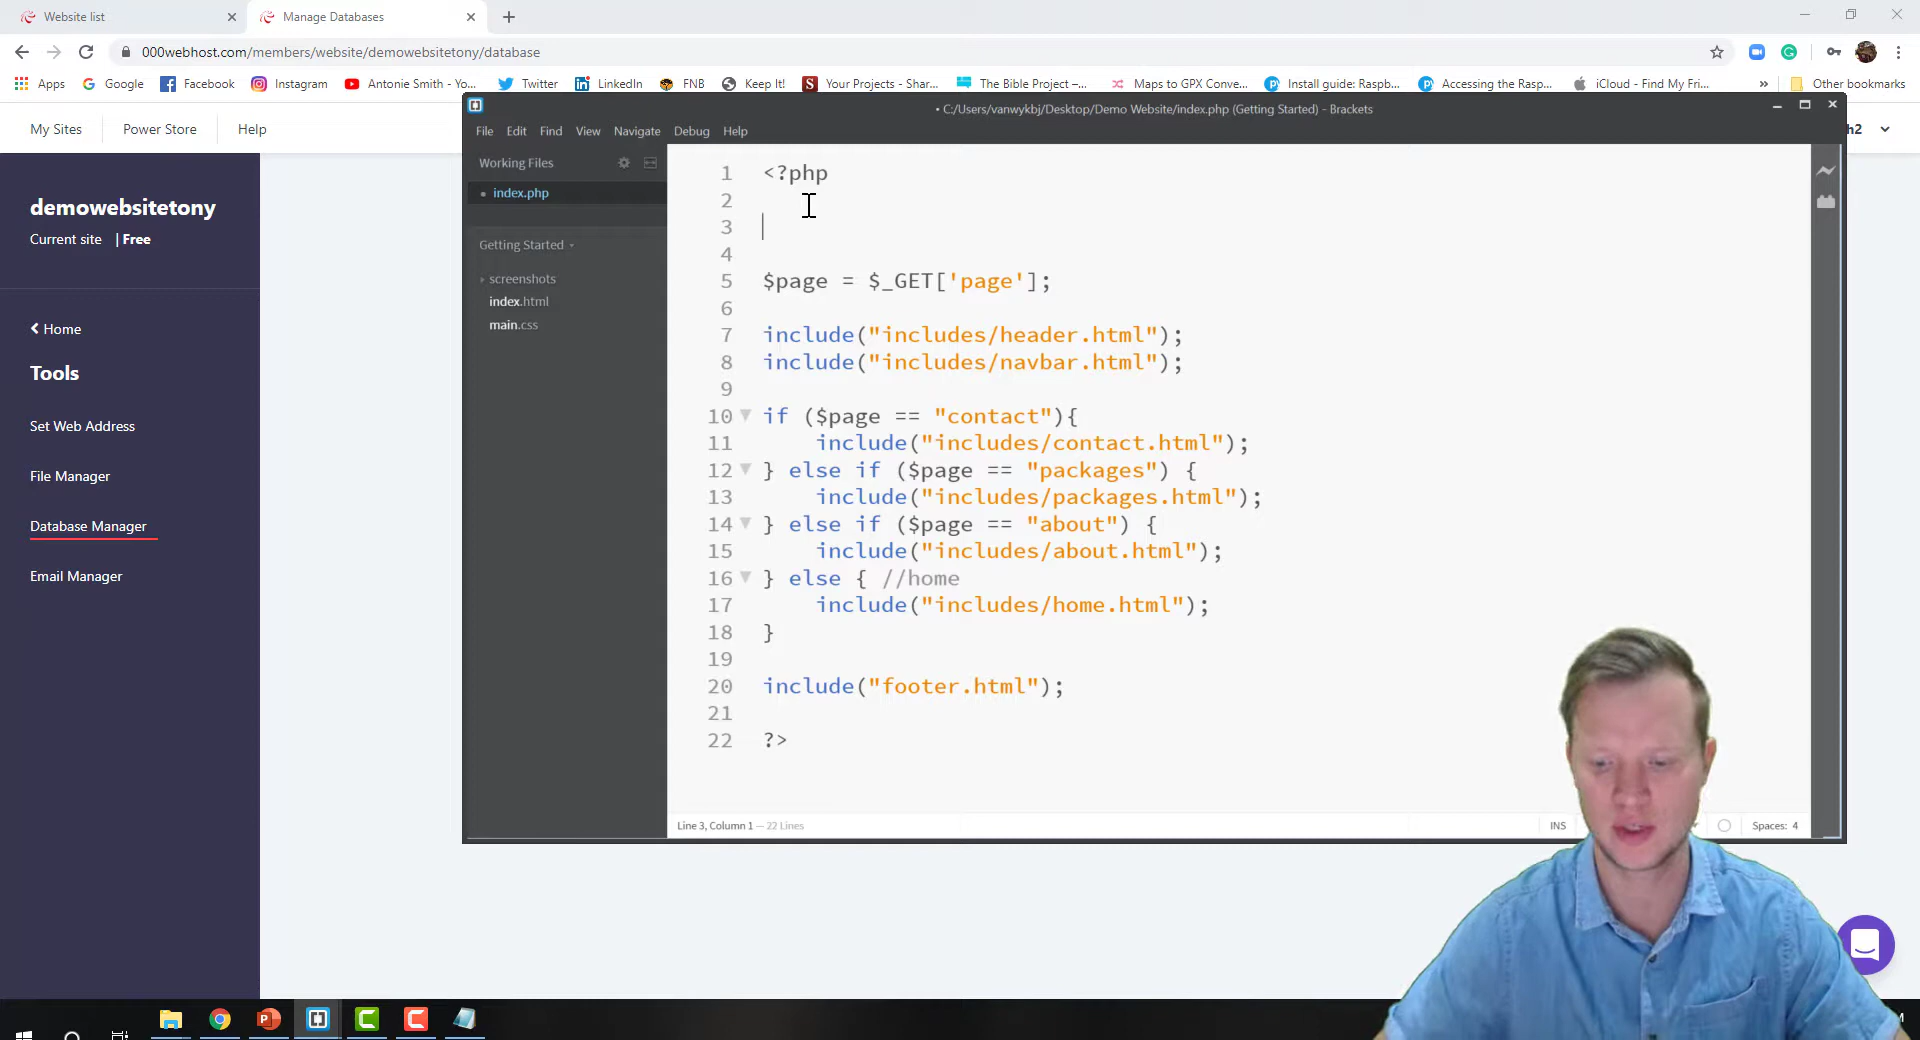 Website list
Manage Databases
000webhost.com/members/website/demowebsitetony/database
Apps Google Facebook Instagram Antonie Smith - Yo... Twitter LinkedIn FNB Keep It! Your Projects - Shar... The Bible Project –... Maps to GPX Conve... Install guide: Raspb... Accessing the Rasp... iCloud - Find My Fri... » Other bookmarks
My Sites Power Store Help
h2
demowebsitetony
Current site | Free
Home
Tools
Set Web Address
File Manager
Database Manager
Email Manager
• C:/Users/vanwykbj/Desktop/Demo Website/index.php (Getting Started) - Brackets
File Edit Find View Navigate Debug Help
Working Files
index.php
Getting Started
screenshots
index.html
main.css
1 <?php
2
3
4
5 $page = $_GET['page'];
6
7 include("includes/header.html");
8 include("includes/navbar.html");
9
10 if ($page == "contact"){
11 include("includes/contact.html");
12 } else if ($page == "packages") {
13 include("includes/packages.html");
14 } else if ($page == "about") {
15 include("includes/about.html");
16 } else { //home
17 include("includes/home.html");
18 }
19
20 include("footer.html");
21
22 ?>
Line 3, Column 1 — 22 Lines
INS
Spaces: 4